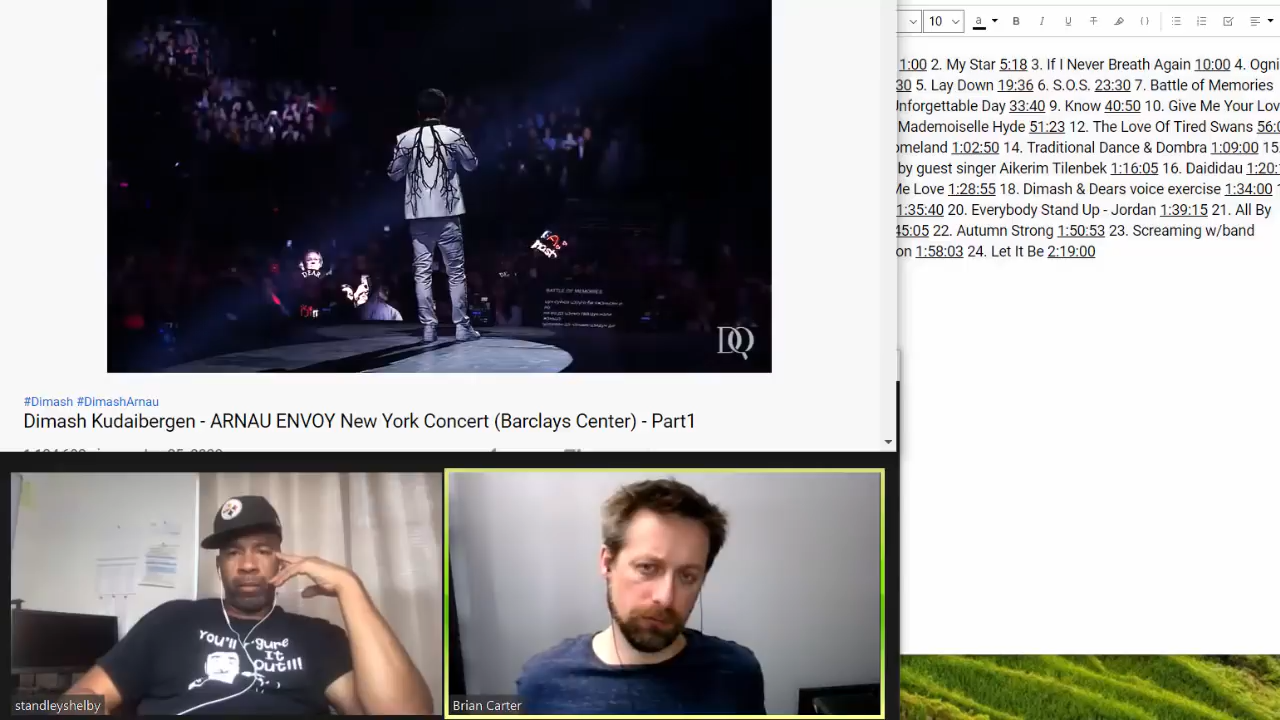 10
a
B
I
U
T
1:00 2. My Star 5:18 3. If I Never Breath Again 10:00 4. Ogni
30 5. Lay Down 19:36 6. S.O.S. 23:30 7. Battle of Memories
Unforgettable Day 33:40 9. Know 40:50 10. Give Me Your Love
Mademoiselle Hyde 51:23 12. The Love Of Tired Swans 56:0
omeland 1:02:50 14. Traditional Dance & Dombra 1:09:00 15.
by guest singer Aikerim Tilenbek 1:16:05 16. Daididau 1:20:
Me Love 1:28:55 18. Dimash & Dears voice exercise 1:34:00 1
1:35:40 20. Everybody Stand Up - Jordan 1:39:15 21. All By
45:05 22. Autumn Strong 1:50:53 23. Screaming w/band
on 1:58:03 24. Let It Be 2:19:00
DEAR
BATTLE OF MEMORIES
DQ
#Dimash #DimashArnau
Dimash Kudaibergen - ARNAU ENVOY New York Concert (Barclays Center) - Part1
You'll
gure
It
Out!!!
standleyshelby
Brian Carter